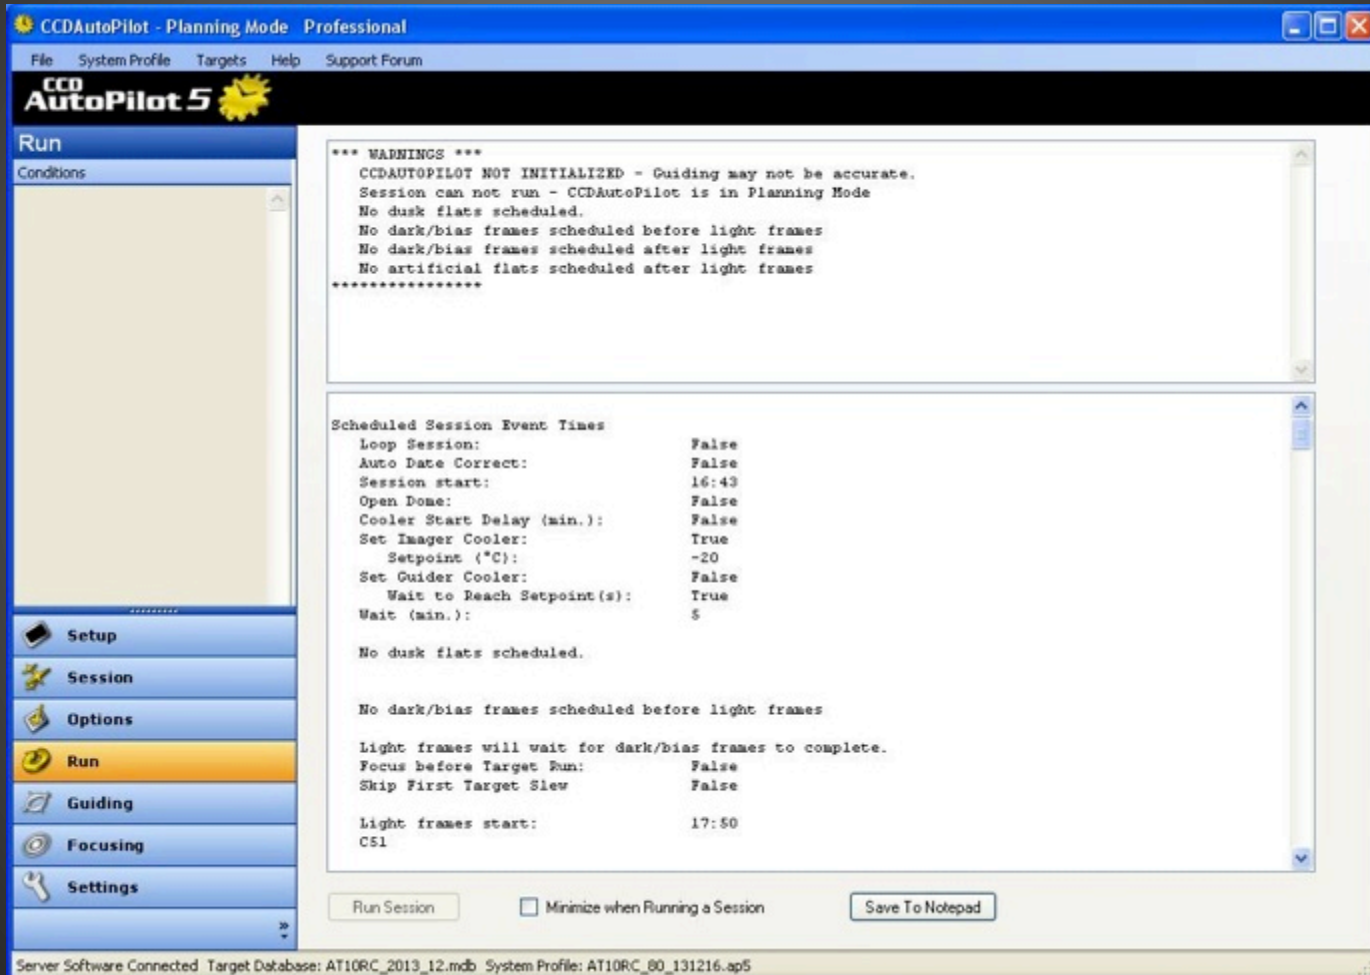 CCDAutoPilot - Planning Mode Professional
File System Profile Targets Help Support Forum
CCD
AutoPilot 5
Run
Conditions
*** WARNINGS ***
CCDAUTOPILOT NOT INITIALIZED - Guiding may not be accurate.
Session can not run - CCDAutoPilot is in Planning Mode
No dusk flats scheduled.
No dark/bias frames scheduled before light frames
No dark/bias frames scheduled after light frames
No artificial flats scheduled after light frames
****************
Scheduled Session Event Times
Loop Session: False
Auto Date Correct: False
Session start: 16:43
Open Dome: False
Cooler Start Delay (min.): False
Set Imager Cooler: True
Setpoint (°C): -20
Set Guider Cooler: False
Wait to Reach Setpoint(s): True
Wait (min.): 5
No dusk flats scheduled.
No dark/bias frames scheduled before light frames
Light frames will wait for dark/bias frames to complete.
Focus before Target Run: False
Skip First Target Slew False
Light frames start: 17:50
C51
Setup
Session
Options
Run
Guiding
Focusing
Settings
Run Session Minimize when Running a Session Save To Notepad
Server Software Connected Target Database: AT10RC_2013_12.mdb System Profile: AT10RC_80_131216.ap5